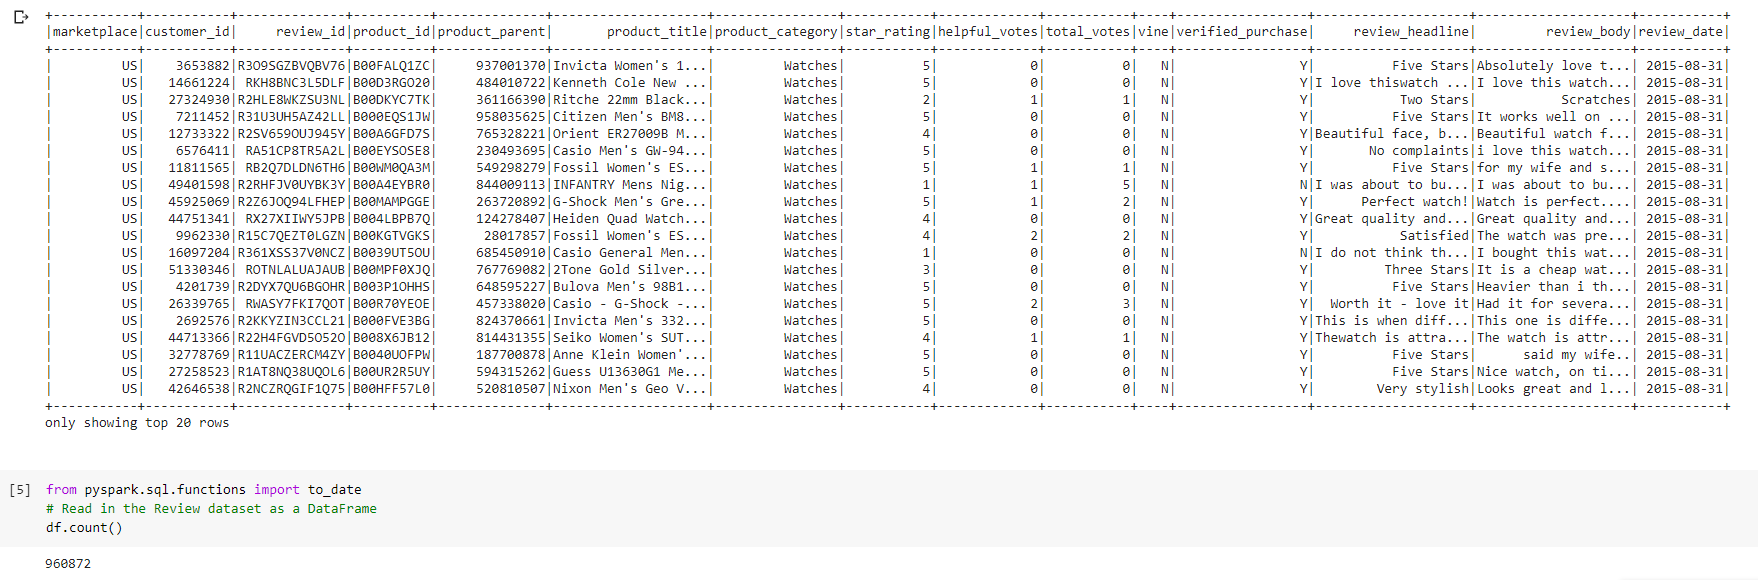 +-----------+-----------+--------------+----------+--------------+--------------------+----------------+-----------+-------------+-----------+----+-----------------+--------------------+--------------------+-----------+
|marketplace|customer_id|     review_id|product_id|product_parent|       product_title|product_category|star_rating|helpful_votes|total_votes|vine|verified_purchase|     review_headline|         review_body|review_date|
+-----------+-----------+--------------+----------+--------------+--------------------+----------------+-----------+-------------+-----------+----+-----------------+--------------------+--------------------+-----------+
|         US|    3653882|R3O9SGZBVQBV76|B00FALQ1ZC|     937001370|Invicta Women's 1...|         Watches|          5|            0|          0|   N|                Y|          Five Stars|Absolutely love t...| 2015-08-31|
|         US|   14661224| RKH8BNC3L5DLF|B00D3RGO20|     484010722|Kenneth Cole New ...|         Watches|          5|            0|          0|   N|                Y|I love thiswatch ...|I love this watch...| 2015-08-31|
|         US|   27324930|R2HLE8WKZSU3NL|B00DKYC7TK|     361166390|Ritche 22mm Black...|         Watches|          2|            1|          1|   N|                Y|           Two Stars|           Scratches| 2015-08-31|
|         US|    7211452|R31U3UH5AZ42LL|B000EQS1JW|     958035625|Citizen Men's BM8...|         Watches|          5|            0|          0|   N|                Y|          Five Stars|It works well on ...| 2015-08-31|
|         US|   12733322|R2SV659OUJ945Y|B00A6GFD7S|     765328221|Orient ER27009B M...|         Watches|          4|            0|          0|   N|                Y|Beautiful face, b...|Beautiful watch f...| 2015-08-31|
|         US|    6576411| RA51CP8TR5A2L|B00EYSOSE8|     230493695|Casio Men's GW-94...|         Watches|          5|            0|          0|   N|                Y|       No complaints|i love this watch...| 2015-08-31|
|         US|   11811565| RB2Q7DLDN6TH6|B00WM0QA3M|     549298279|Fossil Women's ES...|         Watches|          5|            1|          1|   N|                Y|          Five Stars|for my wife and s...| 2015-08-31|
|         US|   49401598|R2RHFJV0UYBK3Y|B00A4EYBR0|     844009113|INFANTRY Mens Nig...|         Watches|          1|            1|          5|   N|                N|I was about to bu...|I was about to bu...| 2015-08-31|
|         US|   45925069|R2Z6JOQ94LFHEP|B00MAMPGGE|     263720892|G-Shock Men's Gre...|         Watches|          5|            1|          2|   N|                Y|      Perfect watch!|Watch is perfect....| 2015-08-31|
|         US|   44751341| RX27XIIWY5JPB|B004LBPB7Q|     124278407|Heiden Quad Watch...|         Watches|          4|            0|          0|   N|                Y|Great quality and...|Great quality and...| 2015-08-31|
|         US|    9962330|R15C7QEZT0LGZN|B00KGTVGKS|      28017857|Fossil Women's ES...|         Watches|          4|            2|          2|   N|                Y|           Satisfied|The watch was pre...| 2015-08-31|
|         US|   16097204|R361XSS37V0NCZ|B0039UT5OU|     685450910|Casio General Men...|         Watches|          1|            0|          0|   N|                N|I do not think th...|I bought this wat...| 2015-08-31|
|         US|   51330346| ROTNLALUAJAUB|B00MPF0XJQ|     767769082|2Tone Gold Silver...|         Watches|          3|            0|          0|   N|                Y|         Three Stars|It is a cheap wat...| 2015-08-31|
|         US|    4201739|R2DYX7QU6BGOHR|B003P1OHHS|     648595227|Bulova Men's 98B1...|         Watches|          5|            0|          0|   N|                Y|          Five Stars|Heavier than i th...| 2015-08-31|
|         US|   26339765| RWASY7FKI7QOT|B00R70YEOE|     457338020|Casio - G-Shock -...|         Watches|          5|            2|          3|   N|                Y|  Worth it - love it|Had it for severa...| 2015-08-31|
|         US|    2692576|R2KKYZIN3CCL21|B000FVE3BG|     824370661|Invicta Men's 332...|         Watches|          5|            0|          0|   N|                Y|This is when diff...|This one is diffe...| 2015-08-31|
|         US|   44713366|R22H4FGVD5O52O|B008X6JB12|     814431355|Seiko Women's SUT...|         Watches|          4|            1|          1|   N|                Y|Thewatch is attra...|The watch is attr...| 2015-08-31|
|         US|   32778769|R11UACZERCM4ZY|B0040UOFPW|     187700878|Anne Klein Women'...|         Watches|          5|            0|          0|   N|                Y|          Five Stars|      said my wife..| 2015-08-31|
|         US|   27258523|R1AT8NQ38UQOL6|B00UR2R5UY|     594315262|Guess U13630G1 Me...|         Watches|          5|            0|          0|   N|                Y|          Five Stars|Nice watch, on ti...| 2015-08-31|
|         US|   42646538|R2NCZRQGIF1Q75|B00HFF57L0|     520810507|Nixon Men's Geo V...|         Watches|          4|            0|          0|   N|                Y|        Very stylish|Looks great and l...| 2015-08-31|
+-----------+-----------+--------------+----------+--------------+--------------------+----------------+-----------+-------------+-----------+----+-----------------+--------------------+--------------------+-----------+
only showing top 20 rows
[5] from pyspark.sql.functions import to_date
# Read in the Review dataset as a DataFrame
df.count()
960872